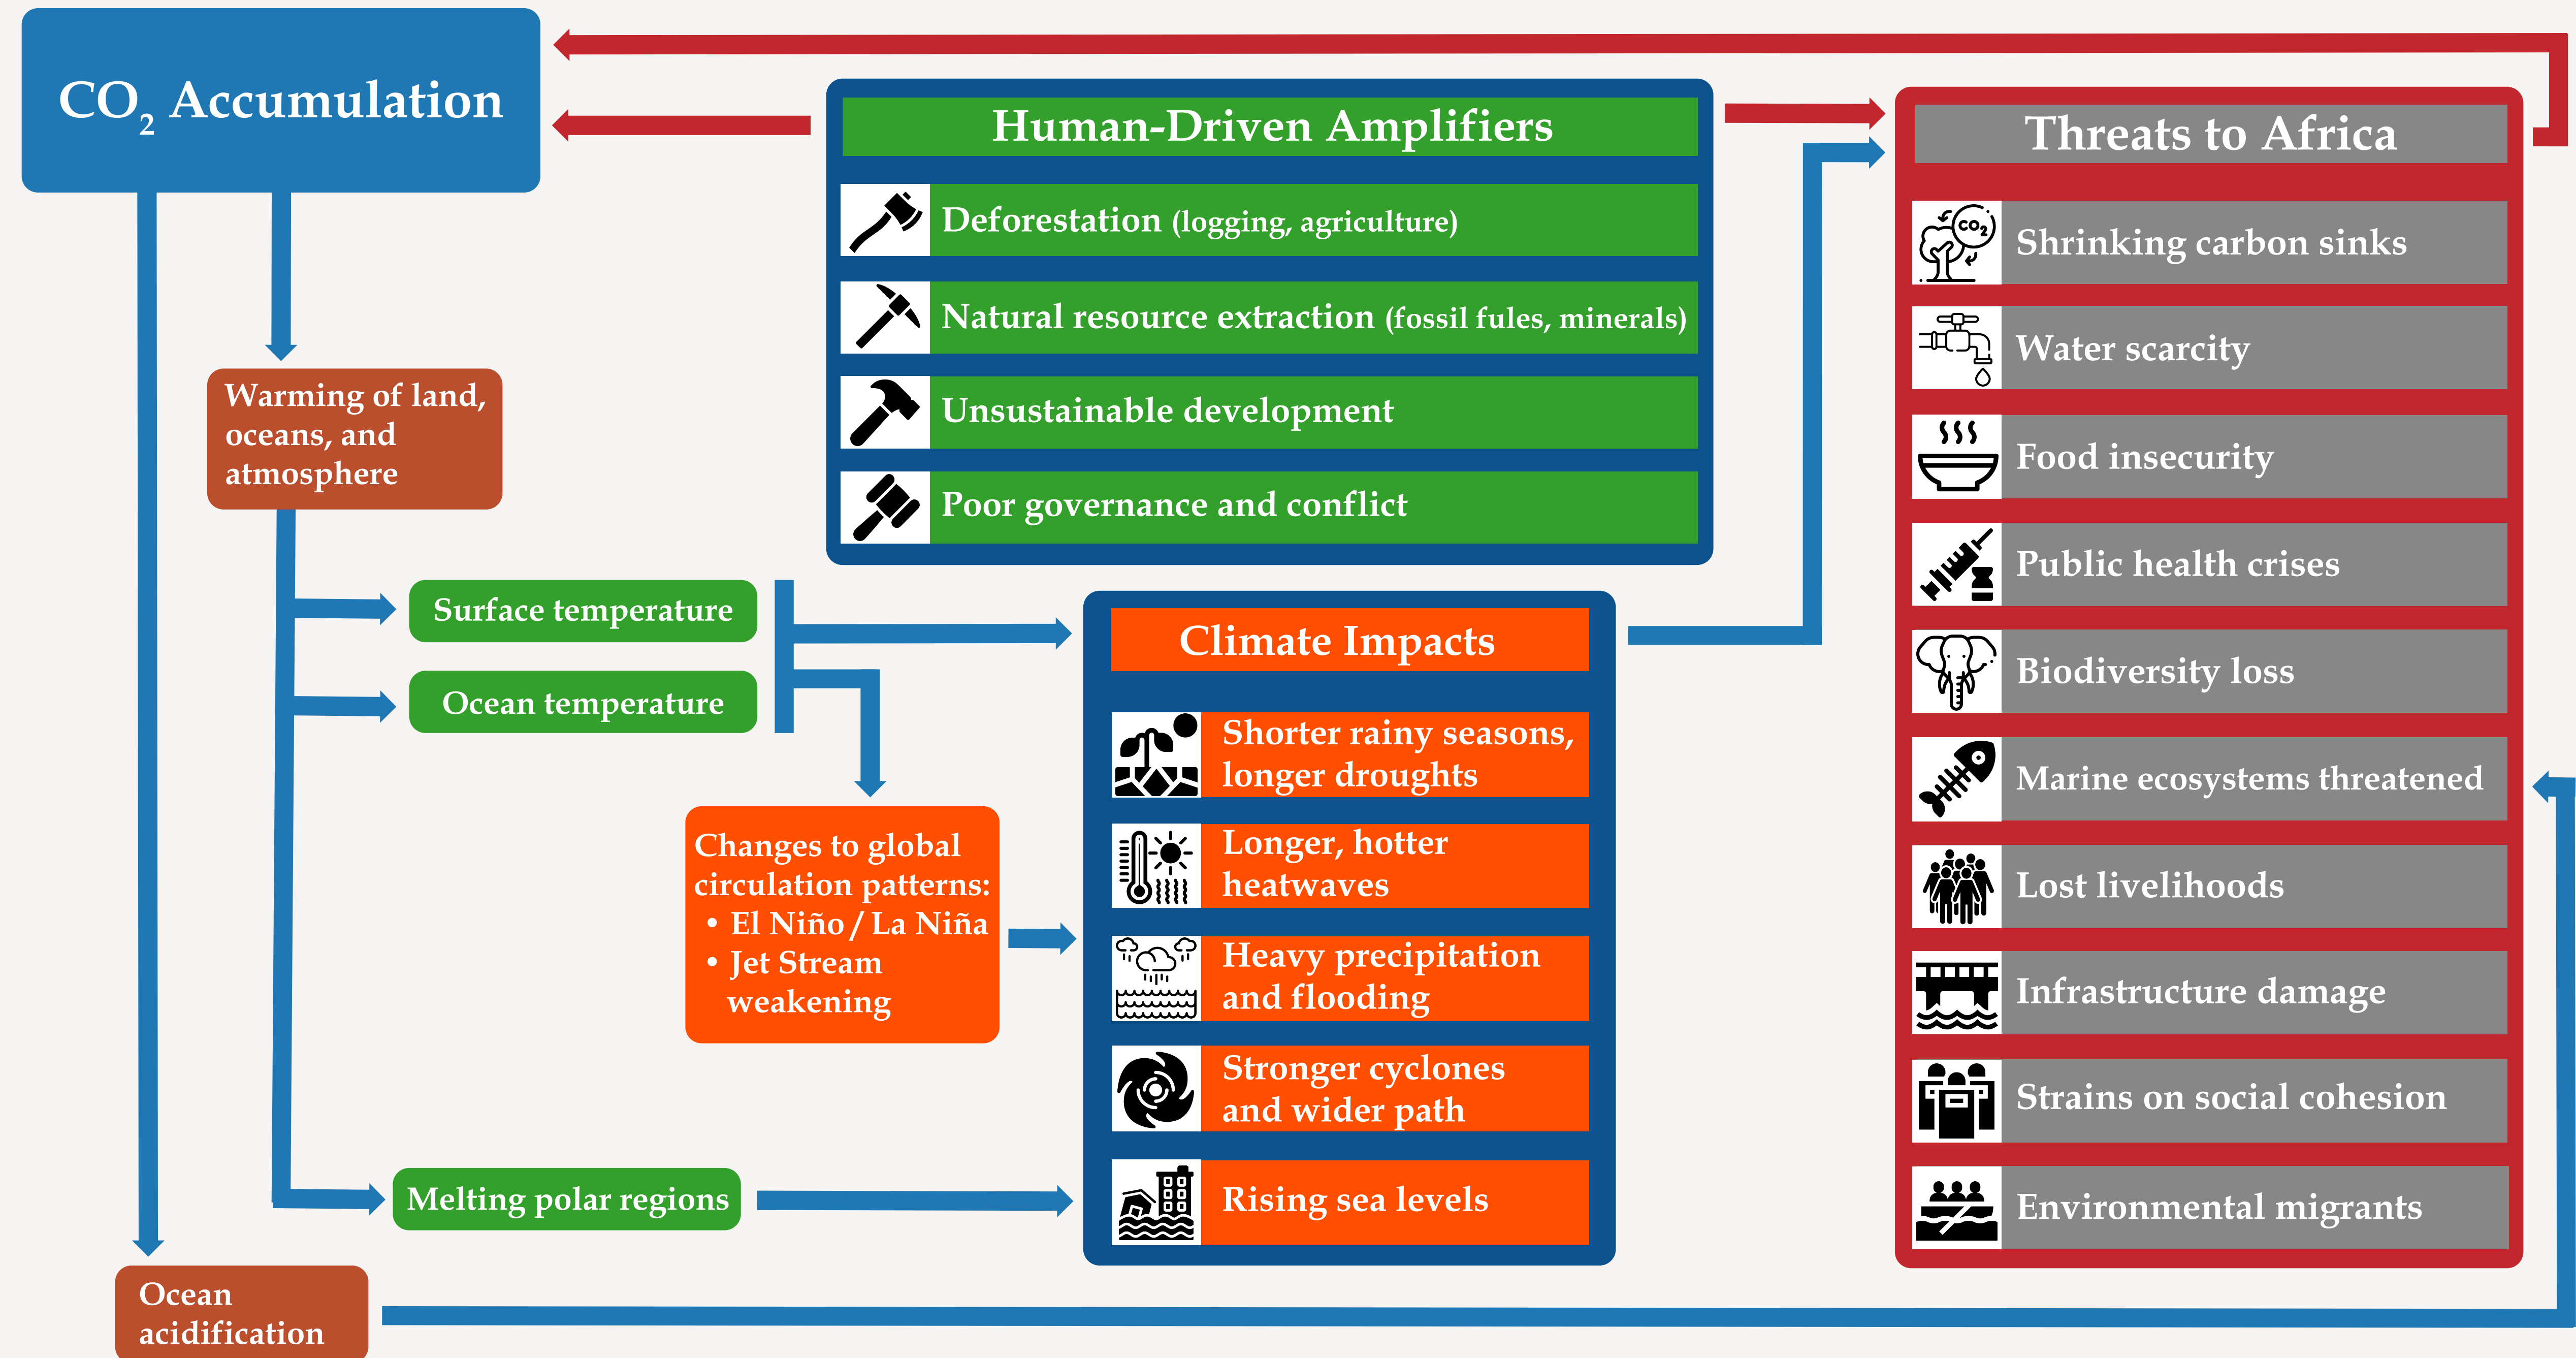 CO₂ Accumulation
Human-Driven Amplifiers
Deforestation (logging, agriculture)
Natural resource extraction (fossil fules, minerals)
Unsustainable development
Poor governance and conflict
Threats to Africa
CO₂
Shrinking carbon sinks
Water scarcity
Food insecurity
Public health crises
Biodiversity loss
Marine ecosystems threatened
Lost livelihoods
Infrastructure damage
Strains on social cohesion
Environmental migrants
Warming of land,
oceans, and
atmosphere
Surface temperature
Ocean temperature
Changes to global
circulation patterns:
• El Niño / La Niña
• Jet Stream
weakening
Melting polar regions
Climate Impacts
Shorter rainy seasons,
longer droughts
Longer, hotter
heatwaves
Heavy precipitation
and flooding
Stronger cyclones
and wider path
Rising sea levels
Ocean
acidification